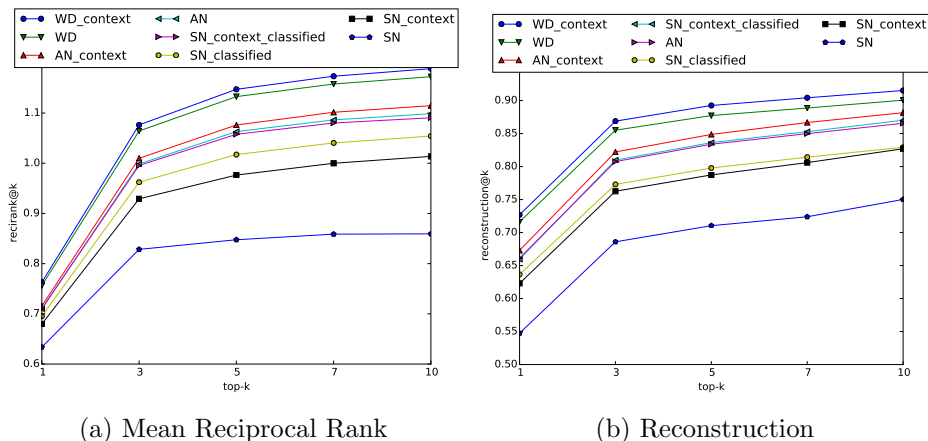 WD_context
WD
AN_context
AN
SN_context_classified
SN_classified
SN_context
SN
1.1
1.0
0.9
0.8
0.7
0.6
recirank@k
1 3 5 7 10
top-k
(a) Mean Reciprocal Rank
WD_context
WD
AN_context
SN_context_classified
AN
SN_classified
SN_context
SN
0.90
0.85
0.80
0.75
0.70
0.65
0.60
0.55
0.50
reconstruction@k
1 3 5 7 10
top-k
(b) Reconstruction